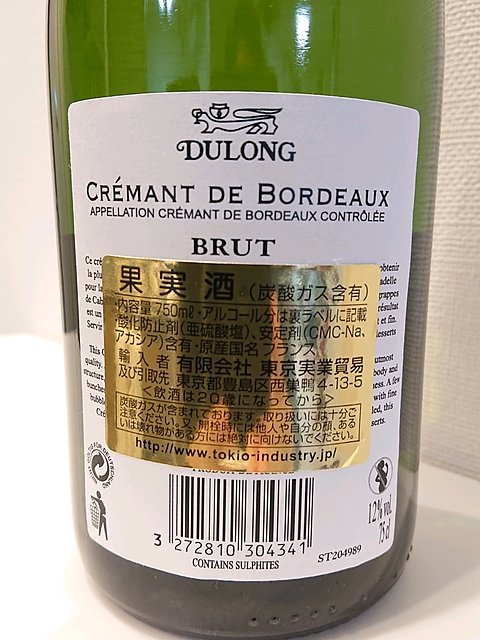 DULONG
CRÉMANT DE BORDEAUX
APPELLATION CRÉMANT DE BORDEAUX CONTRÔLÉE
BRUT
果実酒(炭酸ガス含有)
内容量750mℓ・アルコール分は表ラベルに記載
酸化防止剤(亜硫酸塩)、安定剤(CMC-Na、
アカシア)含有・原産国名 フランス
輸入者 有限会社 東京実業貿易
及び引取先 東京都豊島区西巣鴨4-13-5
<飲酒は20歳になってから>
炭酸ガスが含まれております。取り扱いには十分ご
注意ください。又、開栓時には他人や自分の顔、ある
いは壊れ物がある方には絶対に向けないでください。
http://www.tokio-industry.jp/
3 272810 304341
CONTAINS SULPHITES
ST204989
12% vol.
75 cl